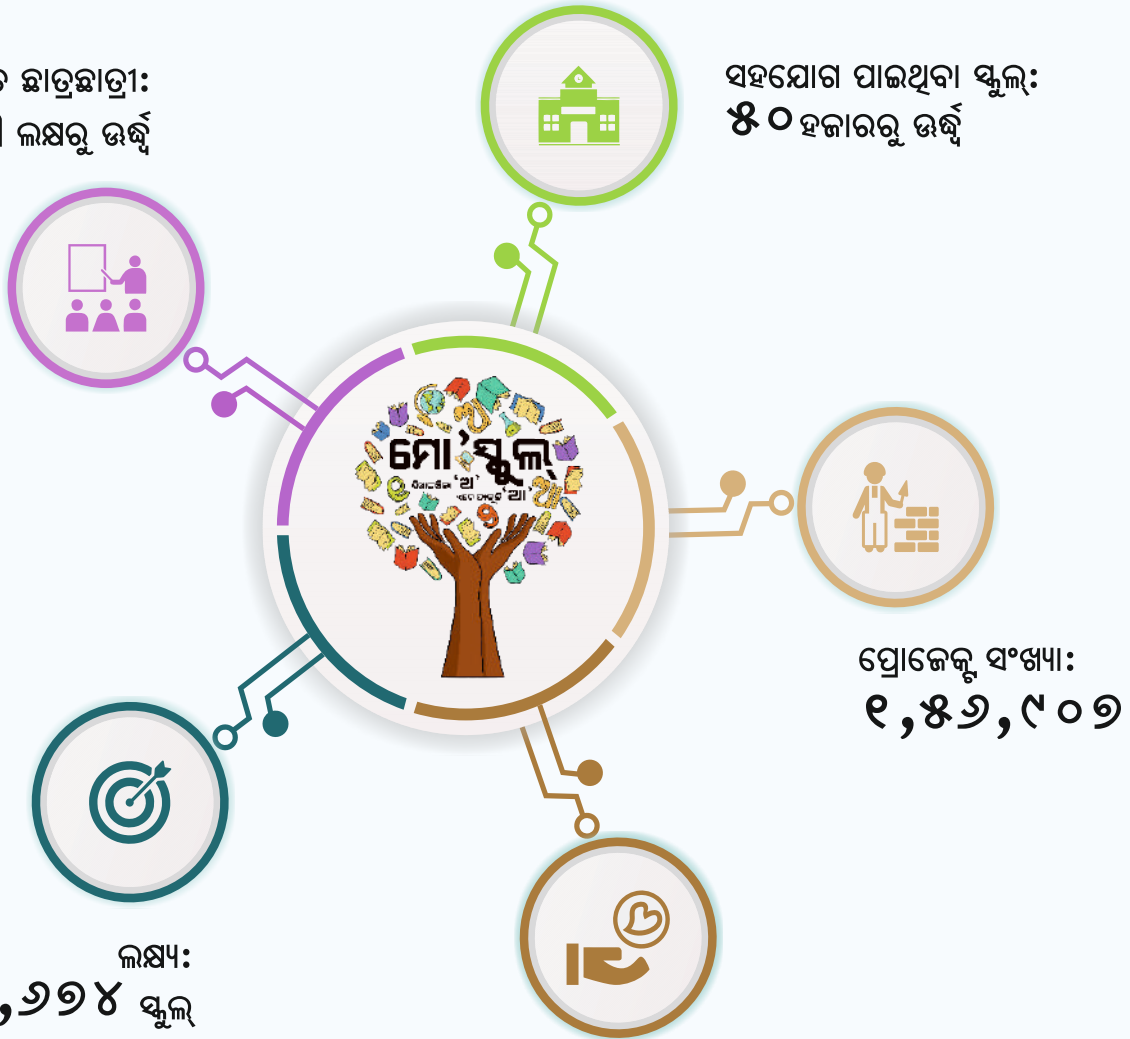 ଛାତ୍ରଛାତ୍ରୀ:
ଲକ୍ଷରୁ ଊର୍ଦ୍ଧ୍ୱ
ସହଯୋଗ ପାଇଥିବା ସ୍କୁଲ୍:
୫୦ ହଜାରରୁ ଊର୍ଦ୍ଧ୍ୱ
ମୋ'ସ୍କୁଲ୍
ପ୍ରୋଜେକ୍ଟ ସଂଖ୍ୟା:
୧,୫୬,୯୦୭
ଲକ୍ଷ୍ୟ:
,୬୭୪ ସ୍କୁଲ୍